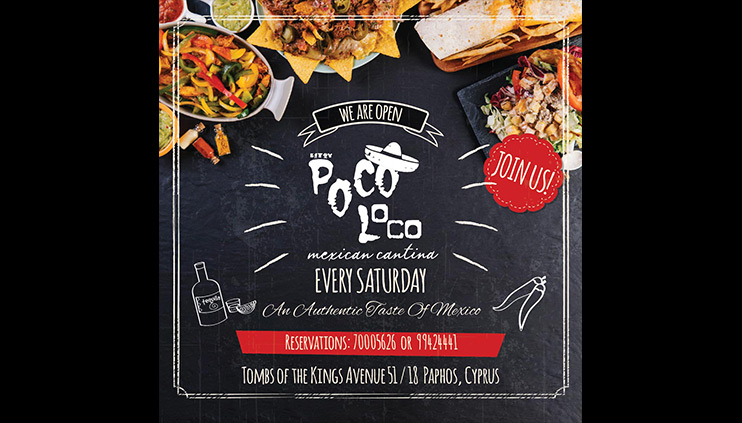 WE ARE OPEN
POCO
LOCO
mexican cantina
JOIN US!
EVERY SATURDAY
tequila
An Authentic Taste Of Mexico
RESERVATIONS: 70005626 OR 99424441
TOMBS OF THE KINGS AVENUE 51/18 PAPHOS, CYPRUS